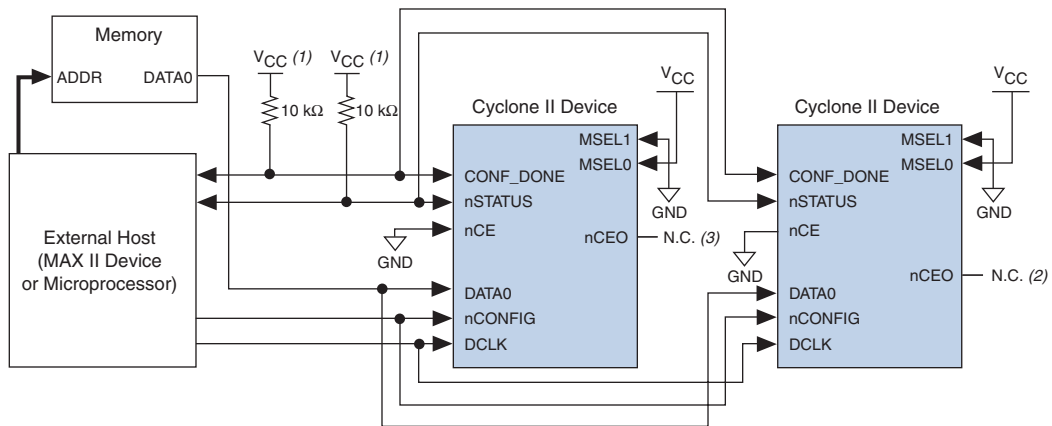 Memory
ADDR DATA0
VCC (1)
10 kΩ
VCC (1)
10 kΩ
External Host
(MAX II Device
or Microprocessor)
GND
Cyclone II Device
MSEL1
MSEL0
CONF_DONE
nSTATUS
nCE
nCEO
DATA0
nCONFIG
DCLK
VCC
GND
N.C. (3)
GND
Cyclone II Device
MSEL1
MSEL0
CONF_DONE
nSTATUS
nCE
nCEO
DATA0
nCONFIG
DCLK
VCC
GND
N.C. (2)